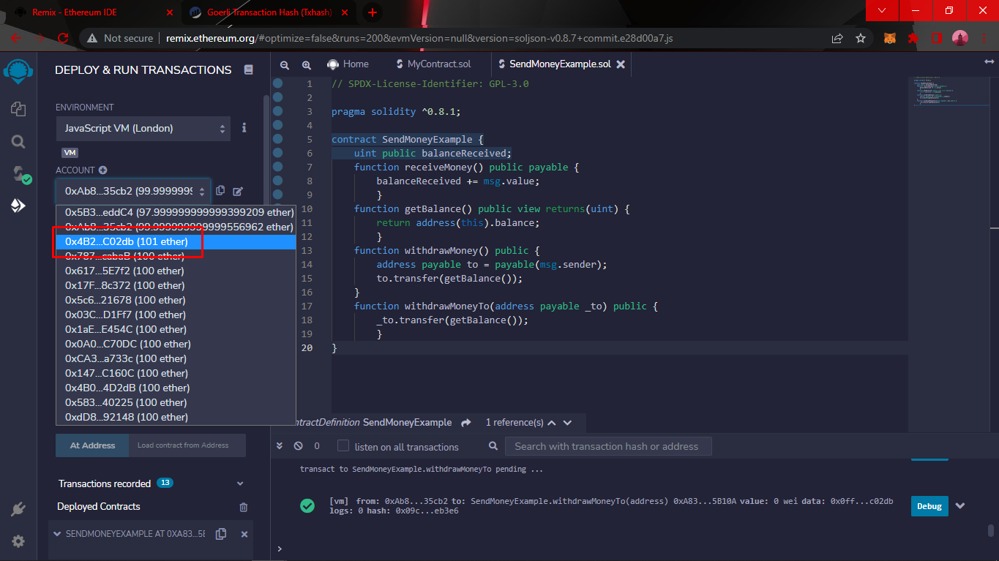 Remix - Ethereum IDE
Goerli Transaction Hash (Txhash)
Not secure
remix.ethereum.org/#optimize=false&runs=200&evmVersion=null&version=soljson-v0.8.7+commit.e28d00a7.js
DEPLOY & RUN TRANSACTIONS
ENVIRONMENT
JavaScript VM (London)
VM
ACCOUNT
0xAb8...35cb2 (99.9999999
0x5B3...eddC4 (97.999999999999399209 ether)
0xAb8...35cb2 (99.999999999999556962 ether)
0x4B2...C02db (101 ether)
0x787...cabaB (100 ether)
0x617...5E7f2 (100 ether)
0x17F...8c372 (100 ether)
0x5c6...21678 (100 ether)
0x03C...D1Ff7 (100 ether)
0x1aE...E454C (100 ether)
0x0A0...C70DC (100 ether)
0xCA3...a733c (100 ether)
0x147...C160C (100 ether)
0x4B0...4D2dB (100 ether)
0x583...40225 (100 ether)
0xdD8...92148 (100 ether)
At Address
Load contract from Address
Transactions recorded 13
Deployed Contracts
SENDMONEYEXAMPLE AT 0XA83...5E
Home
MyContract.sol
SendMoneyExample.sol
1 // SPDX-License-Identifier: GPL-3.0
2
3 pragma solidity ^0.8.1;
4
5 contract SendMoneyExample {
6 uint public balanceReceived;
7 function receiveMoney() public payable {
8 balanceReceived += msg.value;
9 }
10 function getBalance() public view returns(uint) {
11 return address(this).balance;
12 }
13 function withdrawMoney() public {
14 address payable to = payable(msg.sender);
15 to.transfer(getBalance());
16 }
17 function withdrawMoneyTo(address payable _to) public {
18 _to.transfer(getBalance());
19 }
20 }
ntractDefinition SendMoneyExample
1 reference(s)
0
listen on all transactions
Search with transaction hash or address
transact to SendMoneyExample.withdrawMoneyTo pending ...
[vm] from: 0xAb8...35cb2 to: SendMoneyExample.withdrawMoneyTo(address) 0xA83...5B10A value: 0 wei data: 0x0ff...c02db
logs: 0 hash: 0x09c...eb3e6
Debug
>